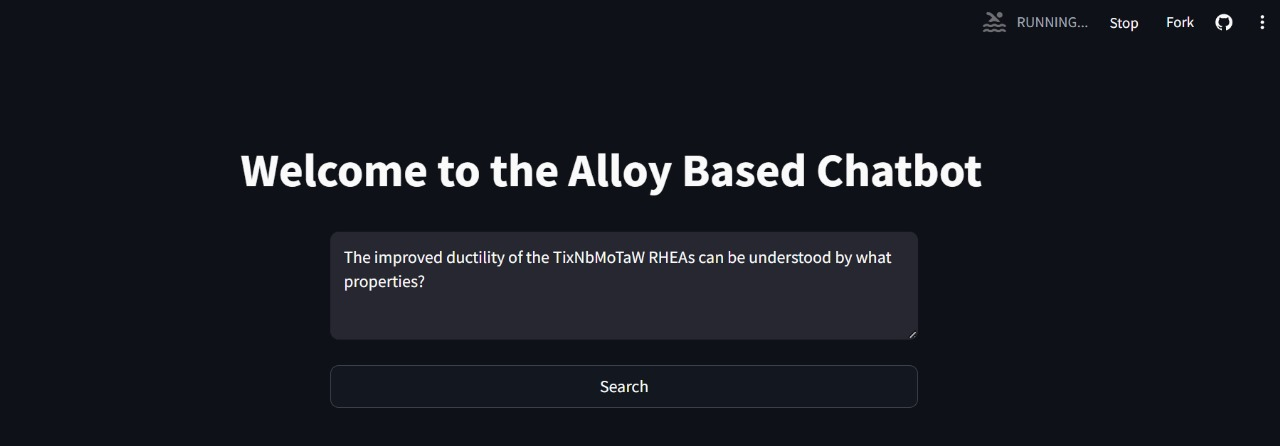 RUNNING... Stop Fork
Welcome to the Alloy Based Chatbot
The improved ductility of the TixNbMoTaW RHEAs can be understood by what
properties?
Search